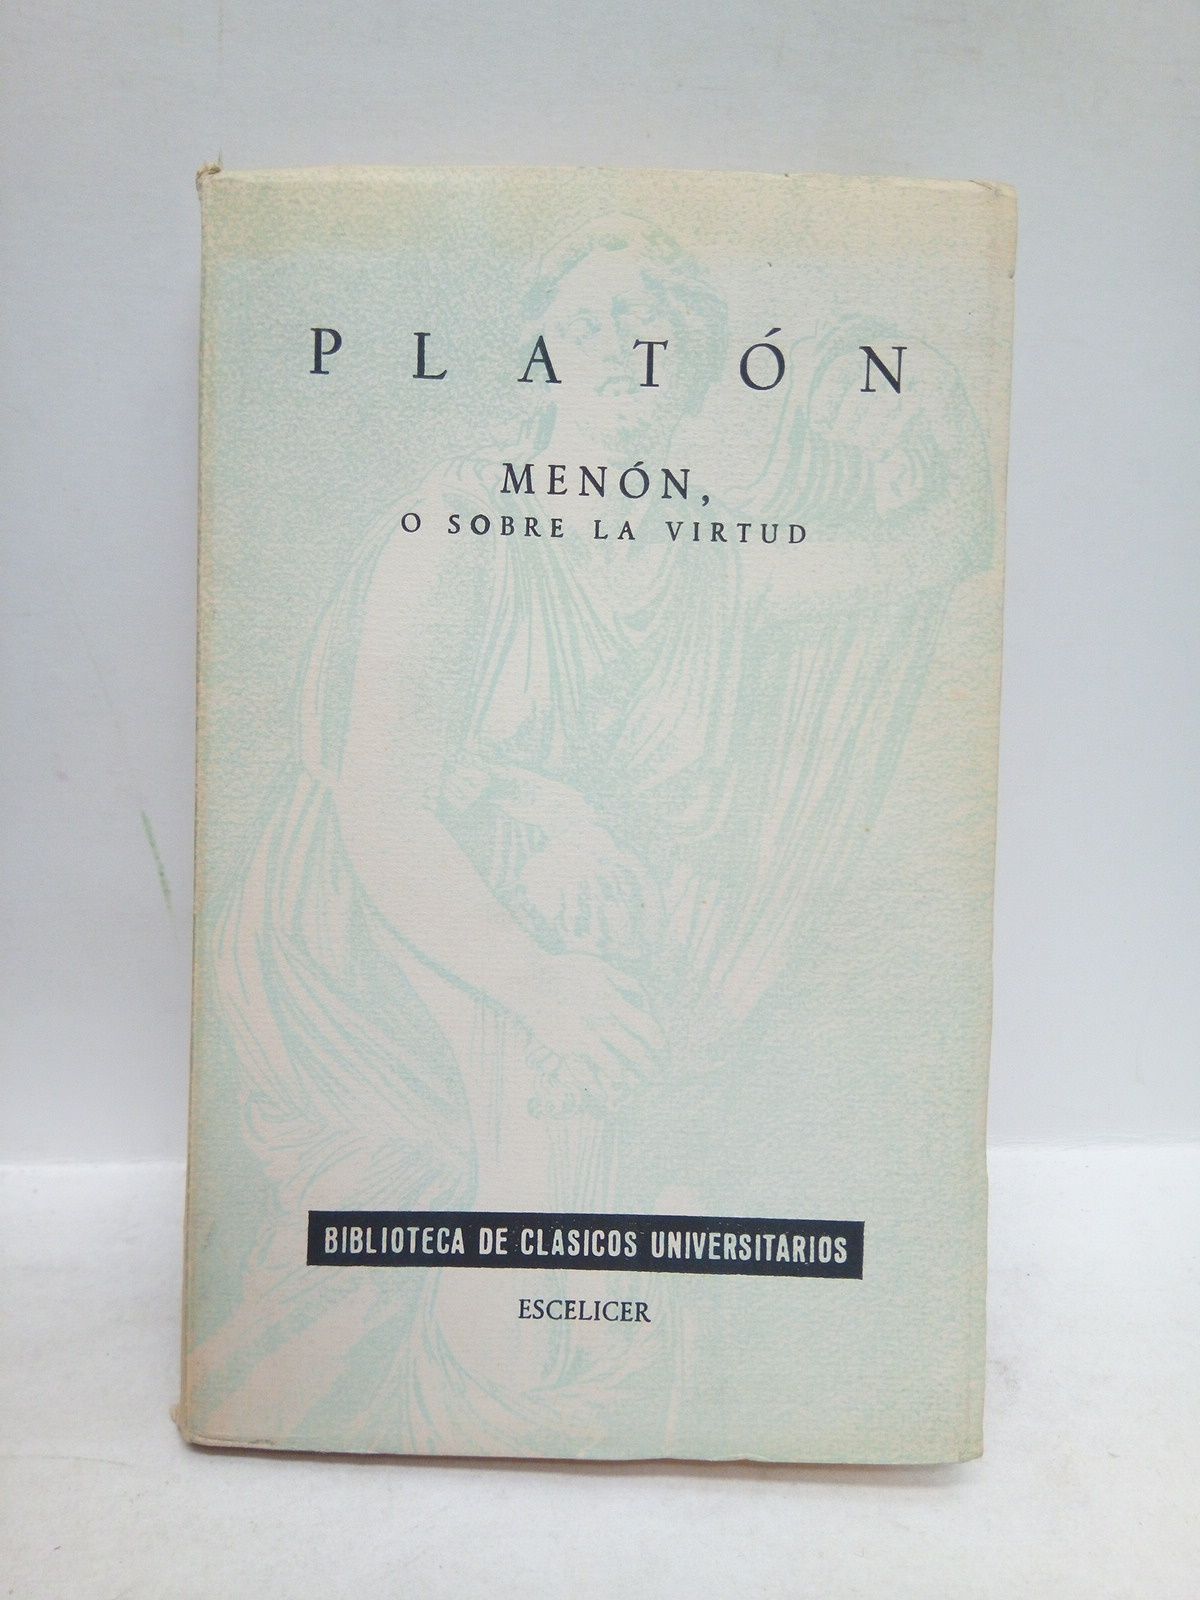 PLATÓN
MENÓN,
O SOBRE LA VIRTUD
BIBLIOTECA DE CLASICOS UNIVERSITARIOS
ESCELICER